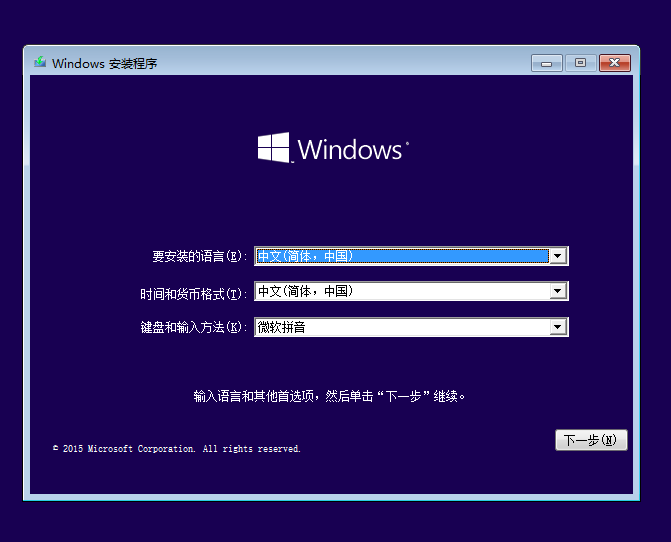 Windows 安装程序
Windows
要安装的语言(E): 中文(简体，中国)
时间和货币格式(T): 中文(简体，中国)
键盘和输入方法(K): 微软拼音
输入语言和其他首选项，然后单击“下一步”继续。
下一步(N)
© 2015 Microsoft Corporation. All rights reserved.